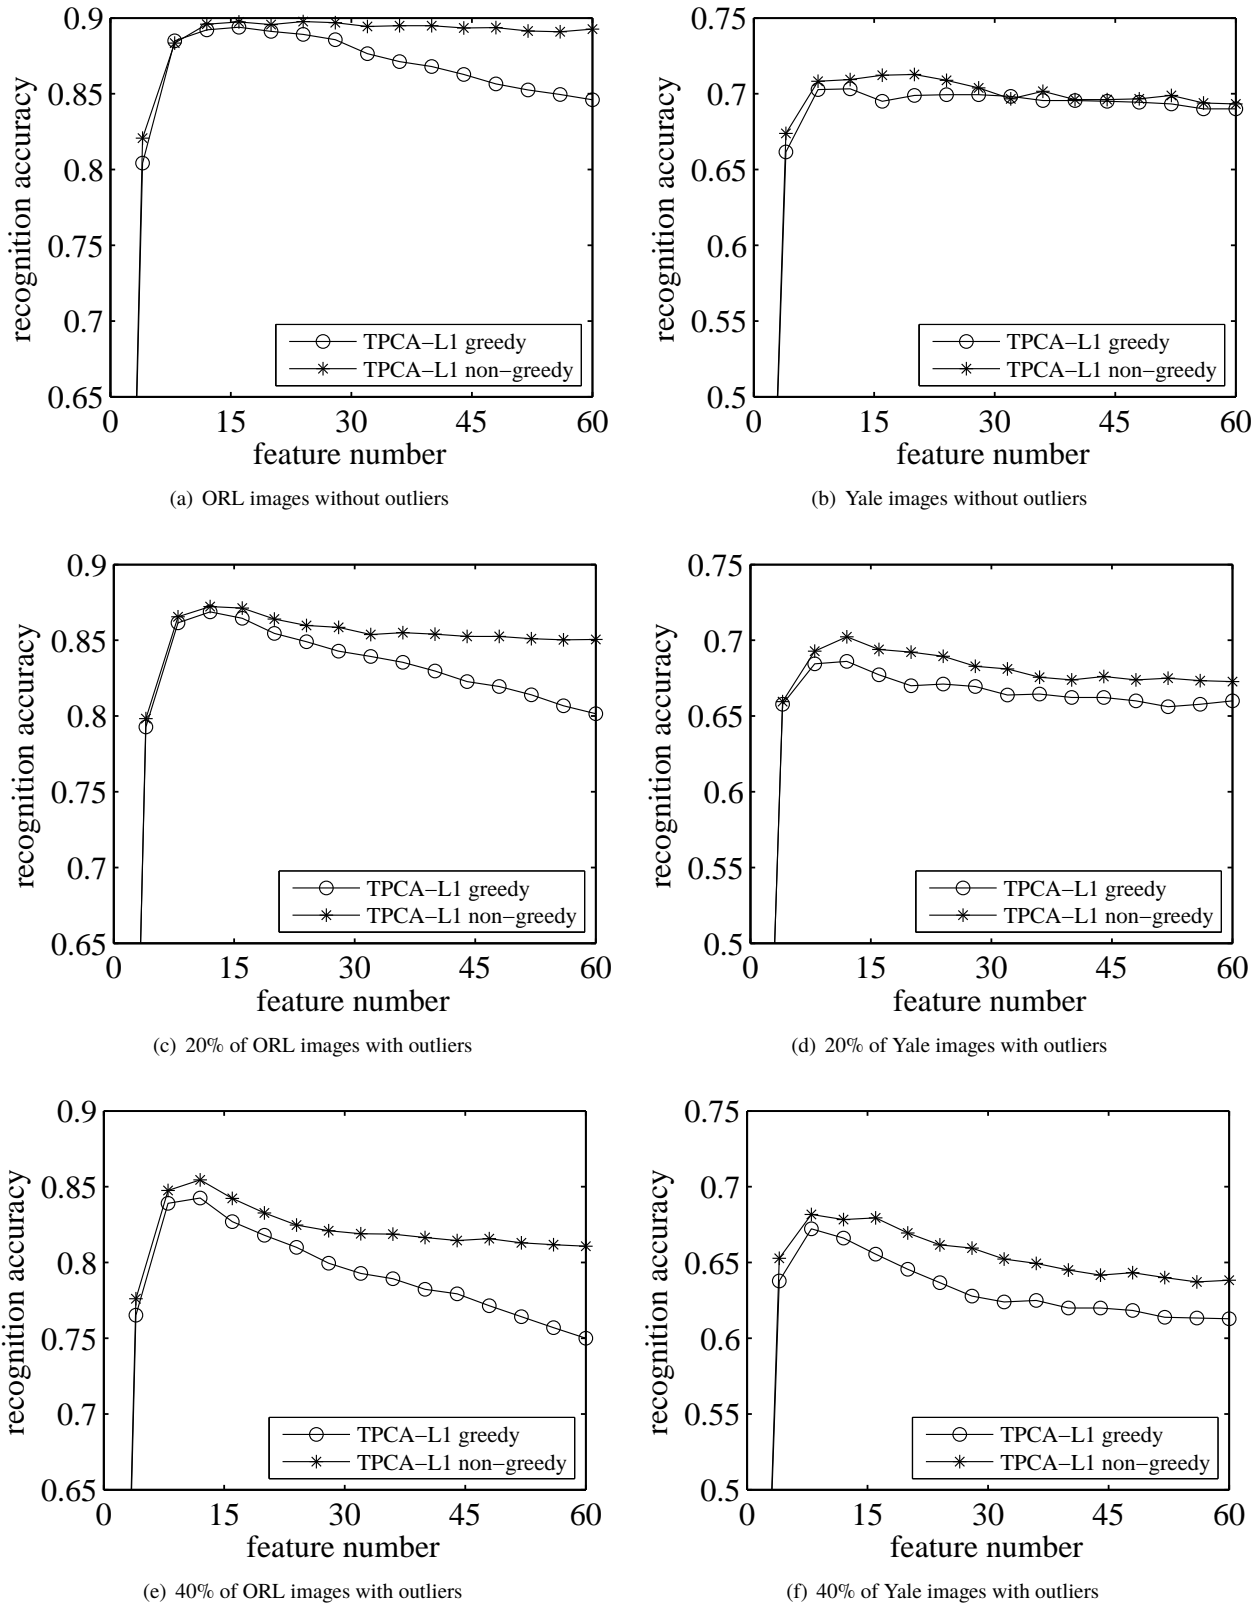 0.9
0.85
0.8
0.75
0.7
0.65
recognition accuracy
TPCA−L1 greedy
TPCA−L1 non−greedy
0 15 30 45 60
feature number
(a) ORL images without outliers
0.75
0.7
0.65
0.6
0.55
0.5
recognition accuracy
TPCA−L1 greedy
TPCA−L1 non−greedy
0 15 30 45 60
feature number
(b) Yale images without outliers
0.9
0.85
0.8
0.75
0.7
0.65
recognition accuracy
TPCA−L1 greedy
TPCA−L1 non−greedy
0 15 30 45 60
feature number
(c) 20% of ORL images with outliers
0.75
0.7
0.65
0.6
0.55
0.5
recognition accuracy
TPCA−L1 greedy
TPCA−L1 non−greedy
0 15 30 45 60
feature number
(d) 20% of Yale images with outliers
0.9
0.85
0.8
0.75
0.7
0.65
recognition accuracy
TPCA−L1 greedy
TPCA−L1 non−greedy
0 15 30 45 60
feature number
(e) 40% of ORL images with outliers
0.75
0.7
0.65
0.6
0.55
0.5
recognition accuracy
TPCA−L1 greedy
TPCA−L1 non−greedy
0 15 30 45 60
feature number
(f) 40% of Yale images with outliers